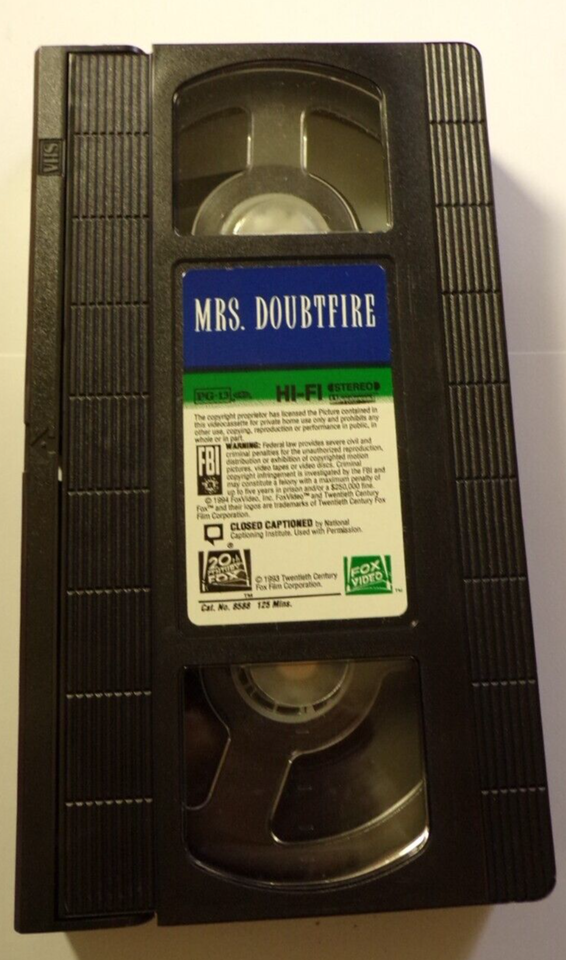 VHS
MRS. DOUBTFIRE
PG-13
HI-FI STEREO
The copyright proprietor has licensed the Picture contained in
this videocassette for private home use only and prohibits any
other use, copying, reproduction or performance in public, in
whole or in part.
FBI
WARNING: Federal law provides severe civil and
criminal penalties for the unauthorized reproduction,
distribution or exhibition of copyrighted motion
pictures, video tapes or video discs. Criminal
copyright infringement is investigated by the FBI and
may constitute a felony with a maximum penalty of
up to five years in prison and/or a $250,000 fine.
© 1994 FoxVideo, Inc. FoxVideo™ and Twentieth Century
Fox™ and their logos are trademarks of Twentieth Century Fox
Film Corporation.
CLOSED CAPTIONED by National
Captioning Institute. Used with Permission.
®
20th
CENTURY
FOX
TM
© 1993 Twentieth Century
Fox Film Corporation.
FOX
VIDEO
TM
Cat. No. 8588 125 Mins.